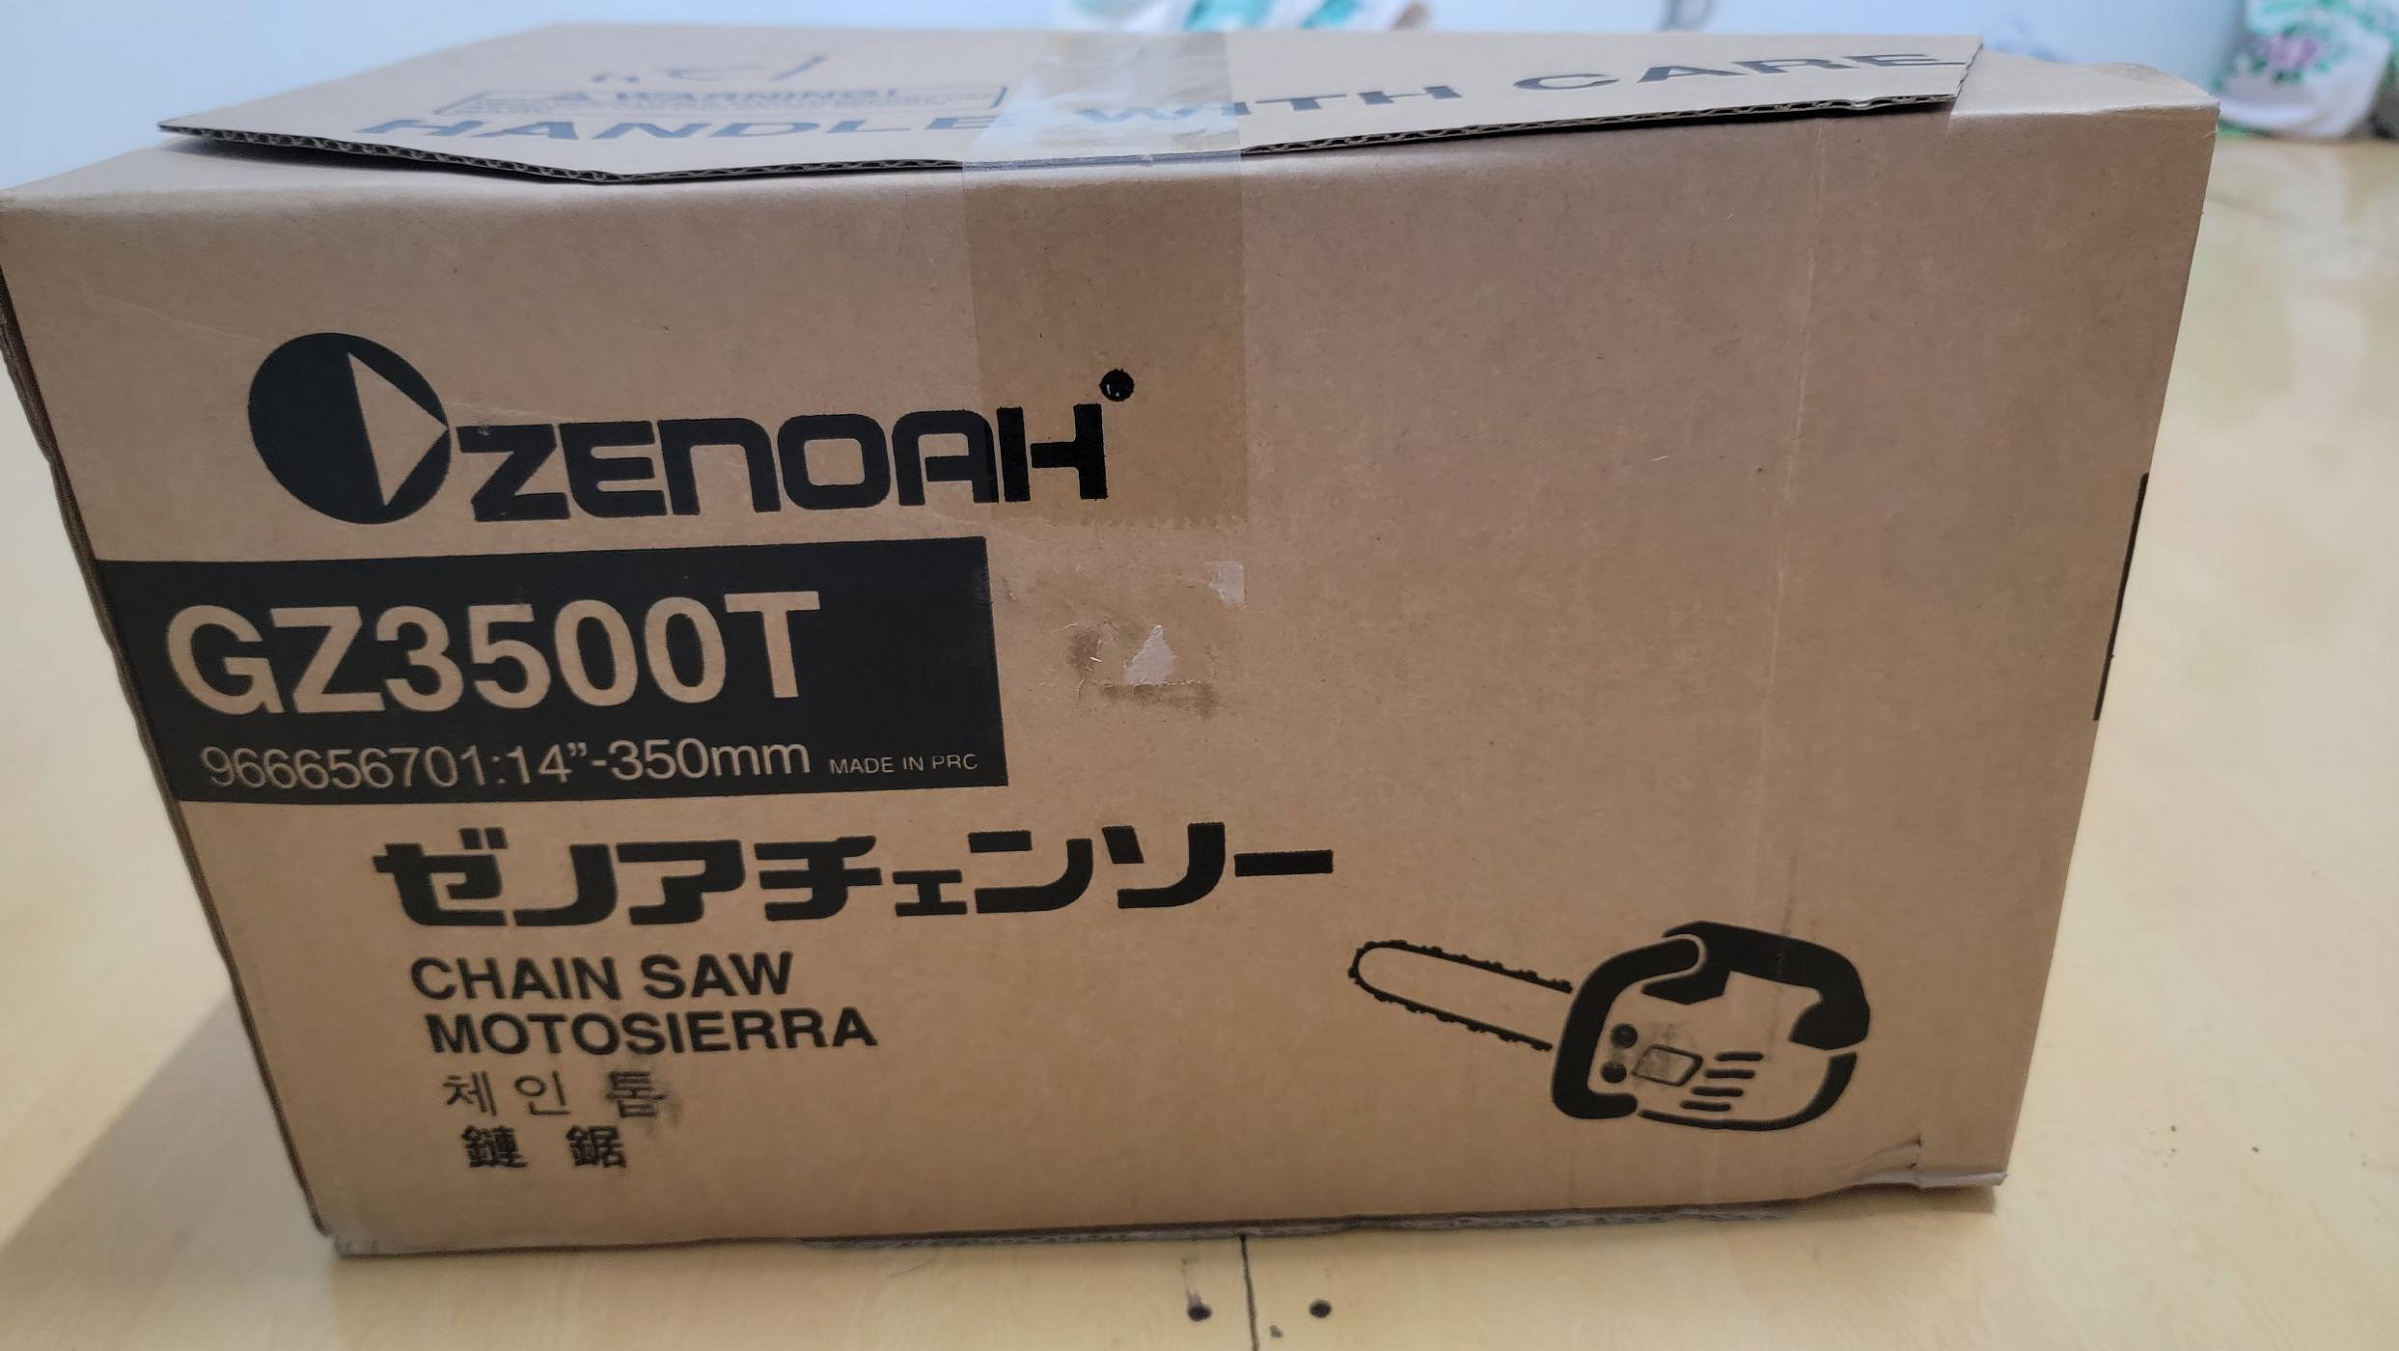 WARNING!
HANDLE WITH CARE
ZENOAH
GZ3500T
966656701:14”-350mm MADE IN PRC
ゼノアチェンソー
CHAIN SAW
MOTOSIERRA
체인 톱
鏈 鋸